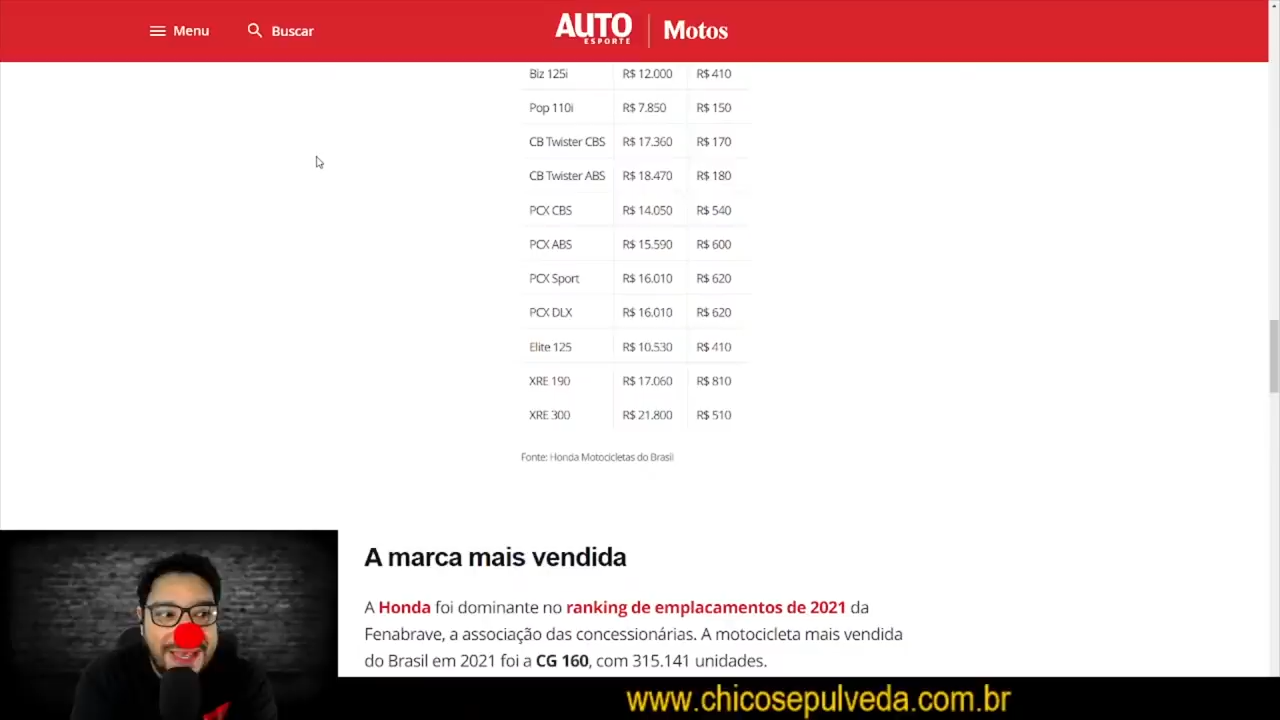 Menu
Buscar
AUTO ESPORTE
Motos
Biz 125i R$ 12.000 R$ 410
Pop 110i R$ 7.850 R$ 150
CB Twister CBS R$ 17.360 R$ 170
CB Twister ABS R$ 18.470 R$ 180
PCX CBS R$ 14.050 R$ 540
PCX ABS R$ 15.590 R$ 600
PCX Sport R$ 16.010 R$ 620
PCX DLX R$ 16.010 R$ 620
Elite 125 R$ 10.530 R$ 410
XRE 190 R$ 17.060 R$ 810
XRE 300 R$ 21.800 R$ 510
Fonte: Honda Motocicletas do Brasil
A marca mais vendida
A Honda foi dominante no ranking de emplacamentos de 2021 da
Fenabrave, a associação das concessionárias. A motocicleta mais vendida
do Brasil em 2021 foi a CG 160, com 315.141 unidades.
www.chicosepulveda.com.br